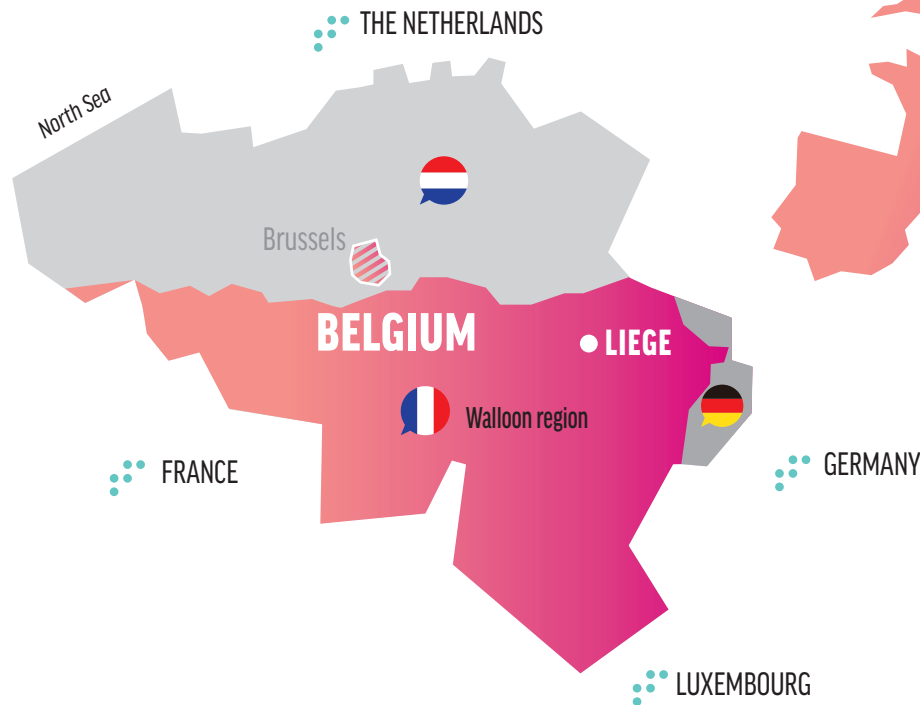 THE NETHERLANDS
North Sea
Brussels
BELGIUM
LIEGE
Walloon region
FRANCE
GERMANY
LUXEMBOURG